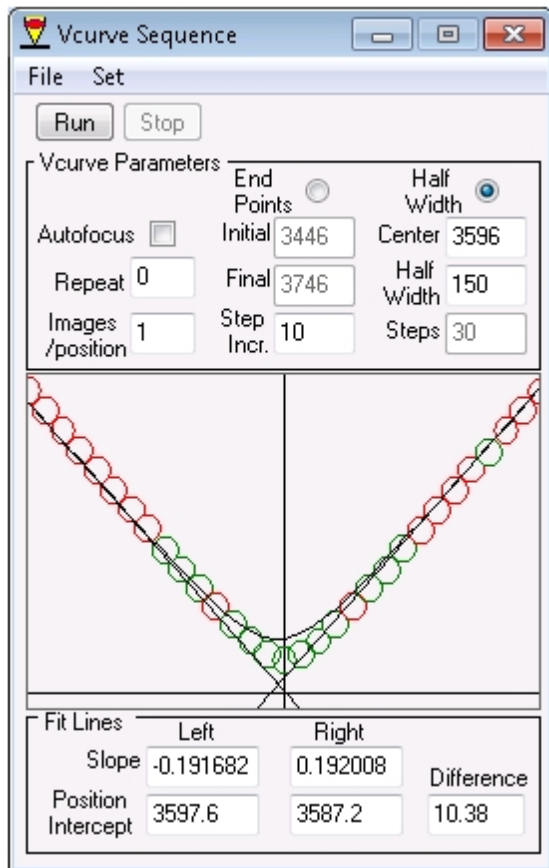 Vcurve Sequence
File Set
Run Stop
Vcurve Parameters
End Points
Half Width
Autofocus
Initial 3446
Center 3596
Repeat 0
Final 3746
Half Width 150
Images /position 1
Step Incr. 10
Steps 30
Fit Lines
Left Right
Slope -0.191682 0.192008
Difference
Position Intercept 3597.6 3587.2 10.38